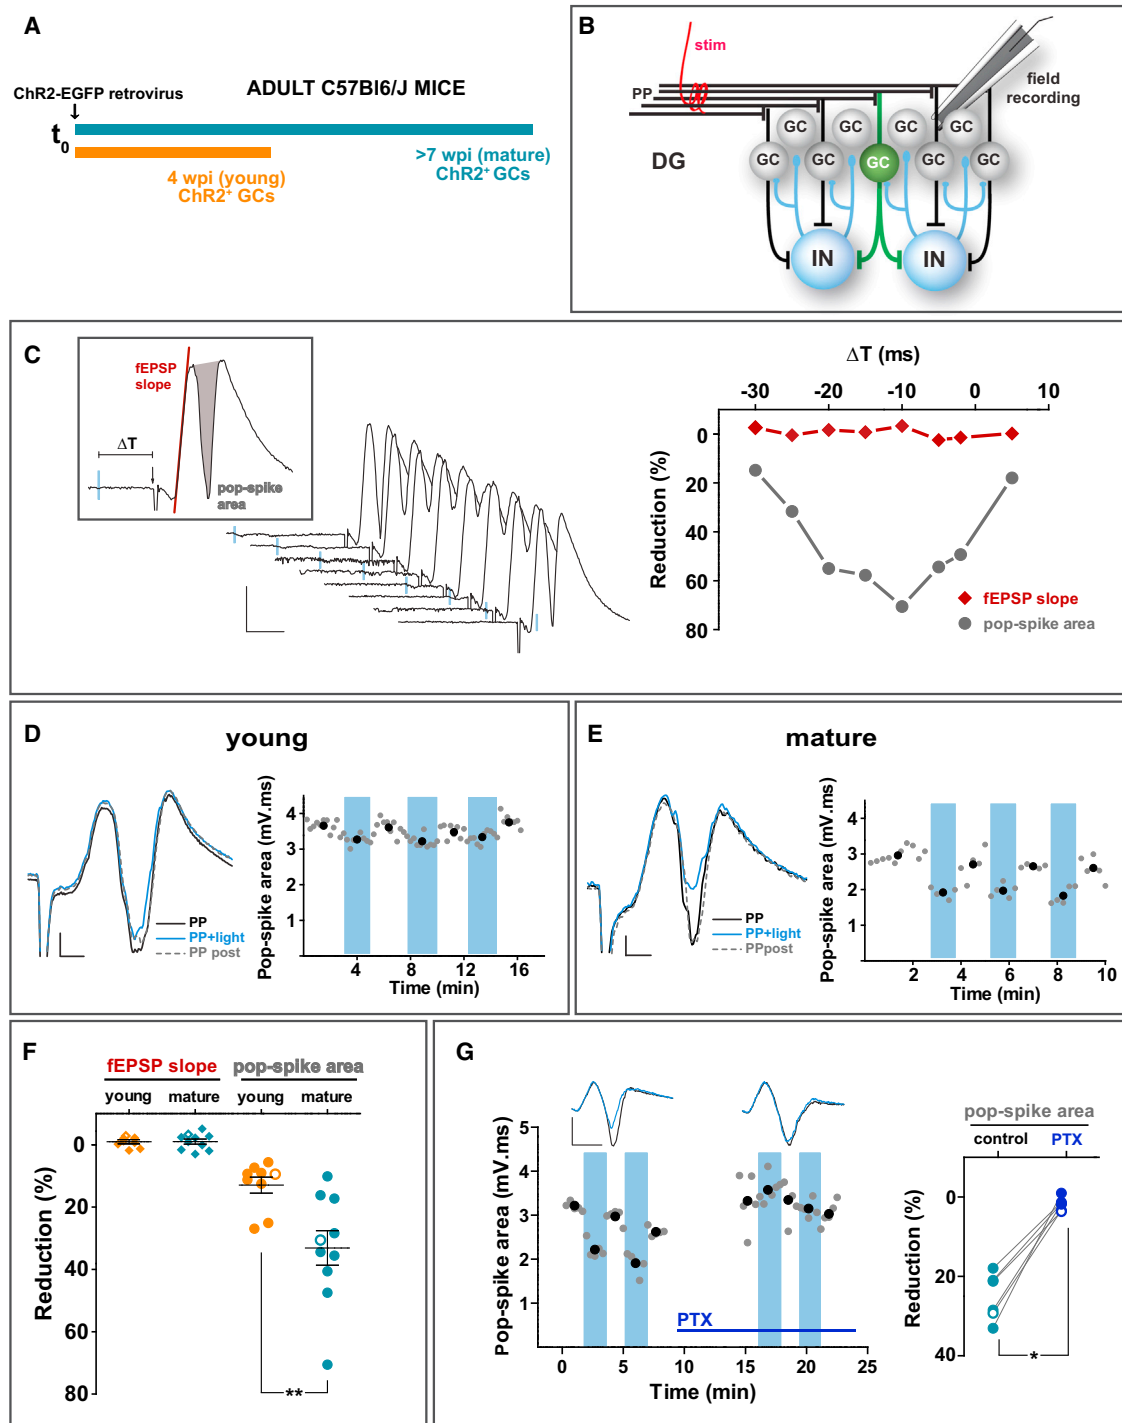 A
ChR2-EGFP retrovirus
ADULT C57Bl6/J MICE
t0
>7 wpi (mature)
ChR2+ GCs
4 wpi (young)
ChR2+ GCs
B
stim
PP
field
recording
DG
GC GC GC GC
GC GC GC GC GC
IN IN
C
fEPSP
slope
ΔT
pop-spike
area
ΔT (ms)
-30 -20 -10 0 10
Reduction (%)
0
20
40
60
80
fEPSP slope
pop-spike area
D
young
Pop-spike area (mV.ms)
4
3
2
1
4 8 12 16
Time (min)
PP
PP+light
PP post
E
mature
Pop-spike area (mV.ms)
4
3
2
1
2 4 6 8 10
Time (min)
PP
PP+light
PPpost
F
fEPSP slope pop-spike area
young mature young mature
Reduction (%)
0
20
40
60
80
**
G
Pop-spike area (mV.ms)
5
4
3
2
1
PTX
0 5 10 15 20 25
Time (min)
pop-spike area
control PTX
Reduction (%)
0
20
40
*